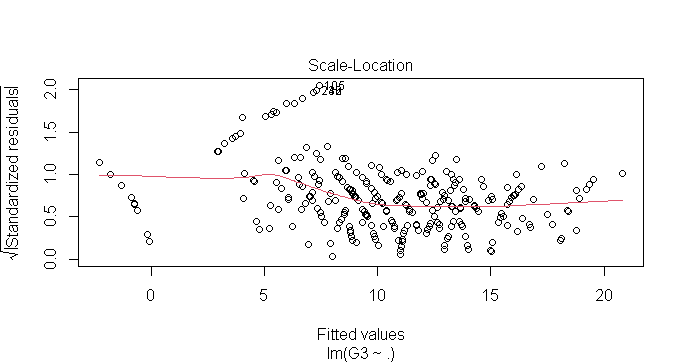 Scale-Location
√|Standardized residuals|
0.0 0.5 1.0 1.5 2.0
0 5 10 15 20
Fitted values
lm(G3 ~ .)